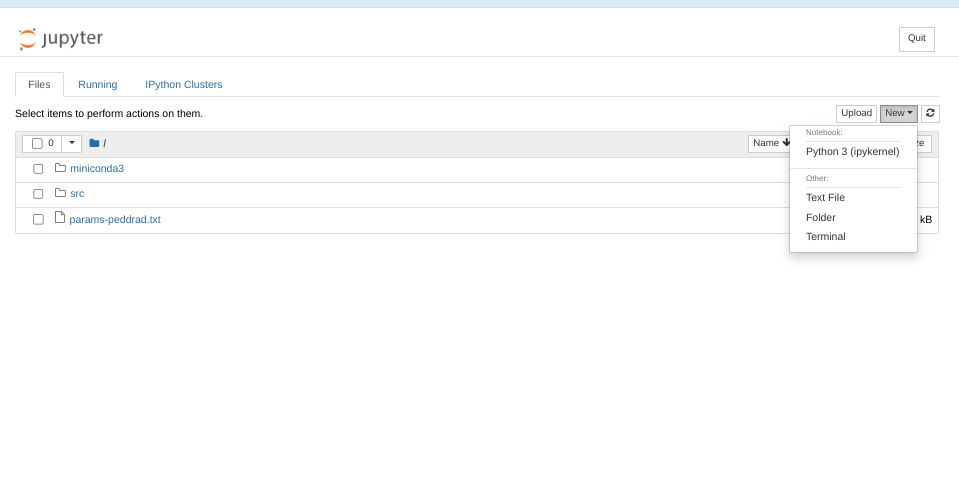 jupyter
Quit
Files Running IPython Clusters
Select items to perform actions on them.
Upload New
0 / Name
Notebook:
Python 3 (ipykernel)
Other:
Text File
Folder
Terminal
miniconda3
src
params-peddrad.txt kB